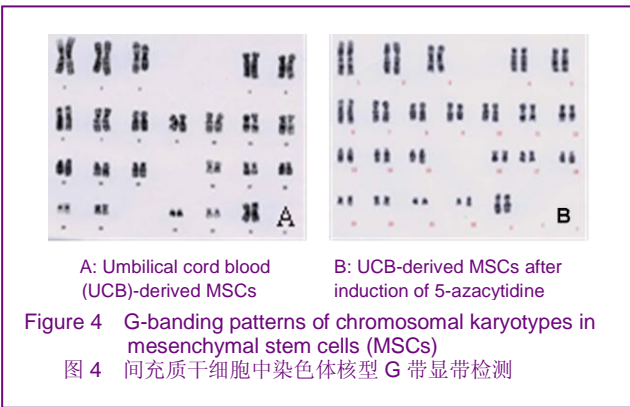 A
B
A: Umbilical cord blood
(UCB)-derived MSCs
B: UCB-derived MSCs after
induction of 5-azacytidine
Figure 4 G-banding patterns of chromosomal karyotypes in
mesenchymal stem cells (MSCs)
图 4 间充质干细胞中染色体核型 G 带显带检测